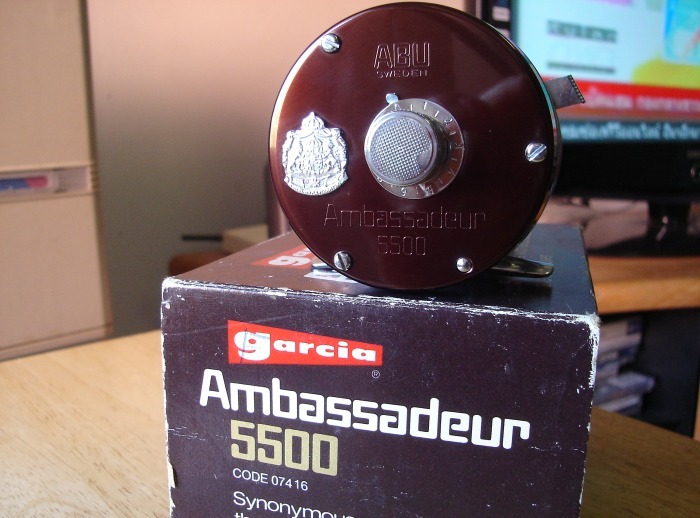 ABU
SWEDEN
Ambassadeur
5500
garcia
®
Ambassadeur
5500
CODE 07416
Synonymous